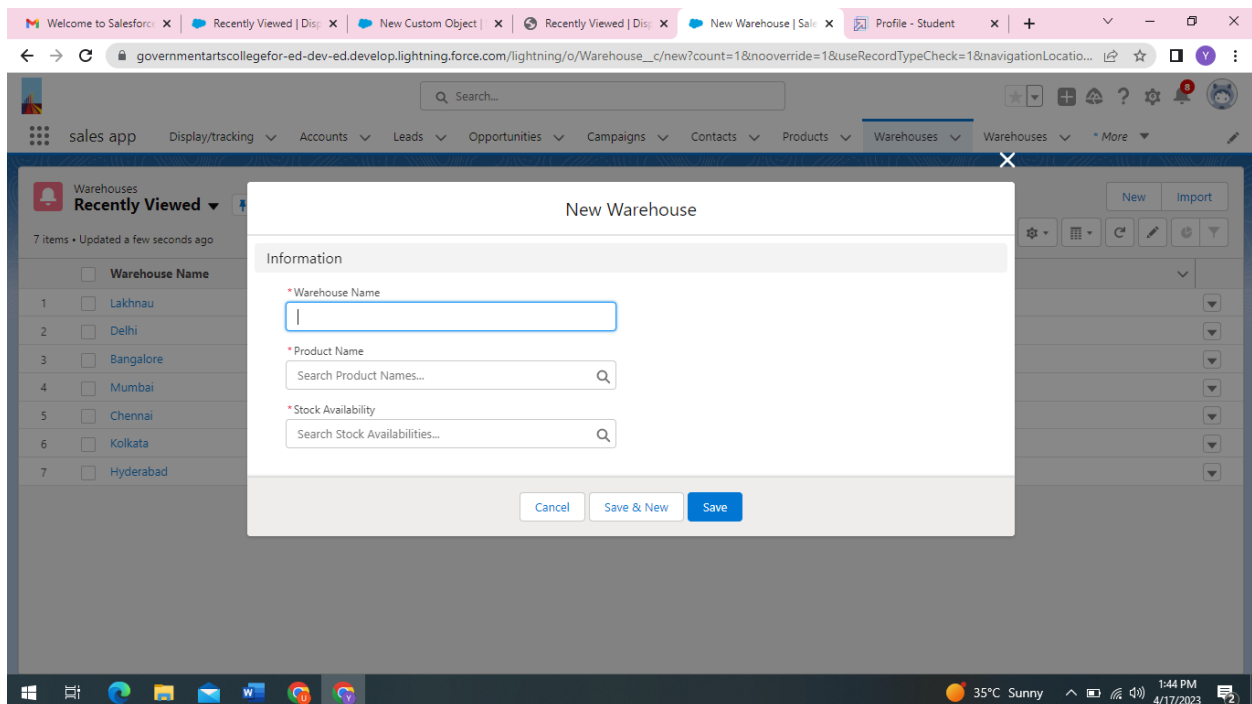 Welcome to Salesforc
Recently Viewed | Disp
New Custom Object |
Recently Viewed | Disp
New Warehouse | Sale
Profile - Student
governmentartscollegefor-ed-dev-ed.develop.lightning.force.com/lightning/o/Warehouse__c/new?count=1&nooverride=1&useRecordTypeCheck=1&navigationLocatio...
Y
Search...
8
sales app Display/tracking Accounts Leads Opportunities Campaigns Contacts Products Warehouses Warehouses * More
Warehouses
Recently Viewed
New Import
7 items • Updated a few seconds ago
Warehouse Name
1 Lakhnau
2 Delhi
3 Bangalore
4 Mumbai
5 Chennai
6 Kolkata
7 Hyderabad
New Warehouse
Information
*Warehouse Name
*Product Name
Search Product Names...
*Stock Availability
Search Stock Availabilities...
Cancel Save & New Save
35°C Sunny
1:44 PM
4/17/2023
2